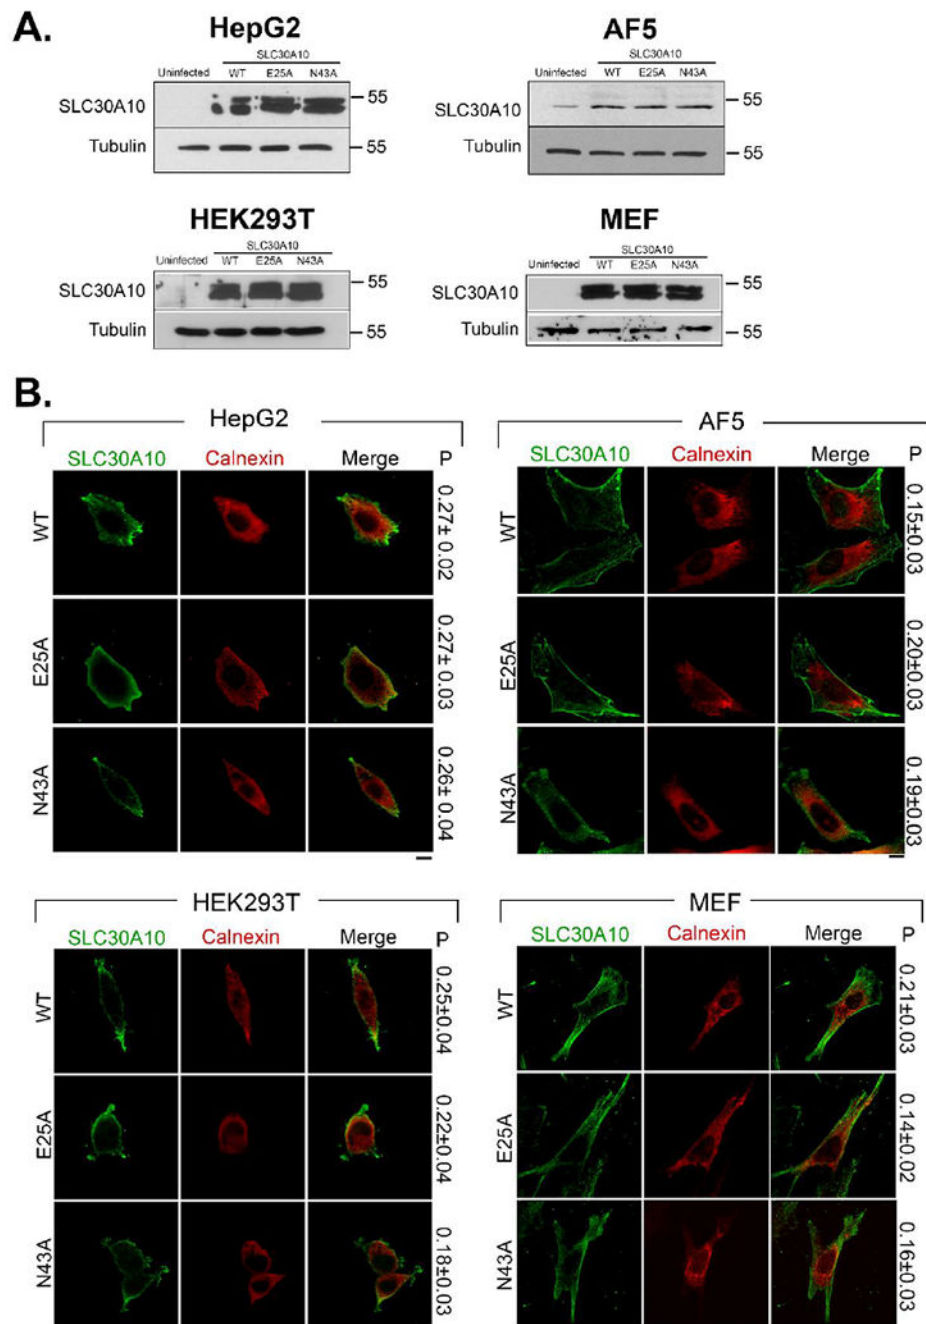 A.
HepG2
SLC30A10
Uninfected WT E25A N43A
SLC30A10
55
Tubulin
55
AF5
SLC30A10
Uninfected WT E25A N43A
SLC30A10
55
Tubulin
55
HEK293T
SLC30A10
Uninfected WT E25A N43A
SLC30A10
55
Tubulin
55
MEF
SLC30A10
Uninfected WT E25A N43A
SLC30A10
55
Tubulin
55
B.
HepG2
SLC30A10 Calnexin Merge P
WT
0.27± 0.02
E25A
0.27± 0.03
N43A
0.26± 0.04
AF5
SLC30A10 Calnexin Merge P
WT
0.15±0.03
E25A
0.20±0.03
N43A
0.19±0.03
HEK293T
SLC30A10 Calnexin Merge P
WT
0.25±0.04
E25A
0.22±0.04
N43A
0.18±0.03
MEF
SLC30A10 Calnexin Merge P
WT
0.21±0.03
E25A
0.14±0.02
N43A
0.16±0.03